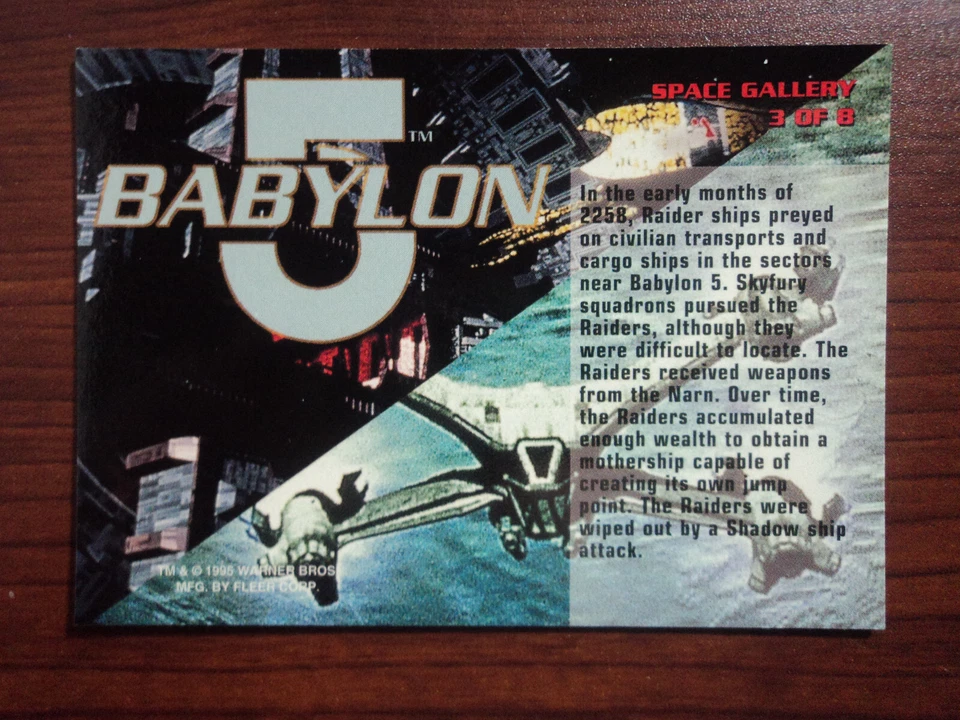 5 ™
BABYLON
SPACE GALLERY
3 OF 8
In the early months of
2258, Raider ships preyed
on civilian transports and
cargo ships in the sectors
near Babylon 5. Skyfury
squadrons pursued the
Raiders, although they
were difficult to locate. The
Raiders received weapons
from the Narn. Over time,
the Raiders accumulated
enough wealth to obtain a
mothership capable of
creating its own jump
point. The Raiders were
wiped out by a Shadow ship
attack.
TM & © 1995 WARNER BROS
MFG. BY FLEER CORP.